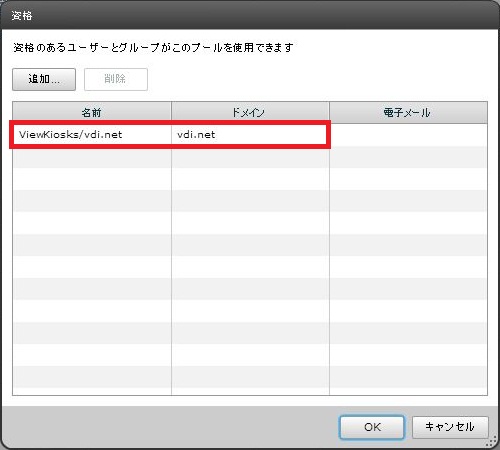 資格
資格のあるユーザーとグループがこのプールを使用できます
追加... 削除
名前 ドメイン 電子メール
ViewKiosks/vdi.net vdi.net
OK キャンセル